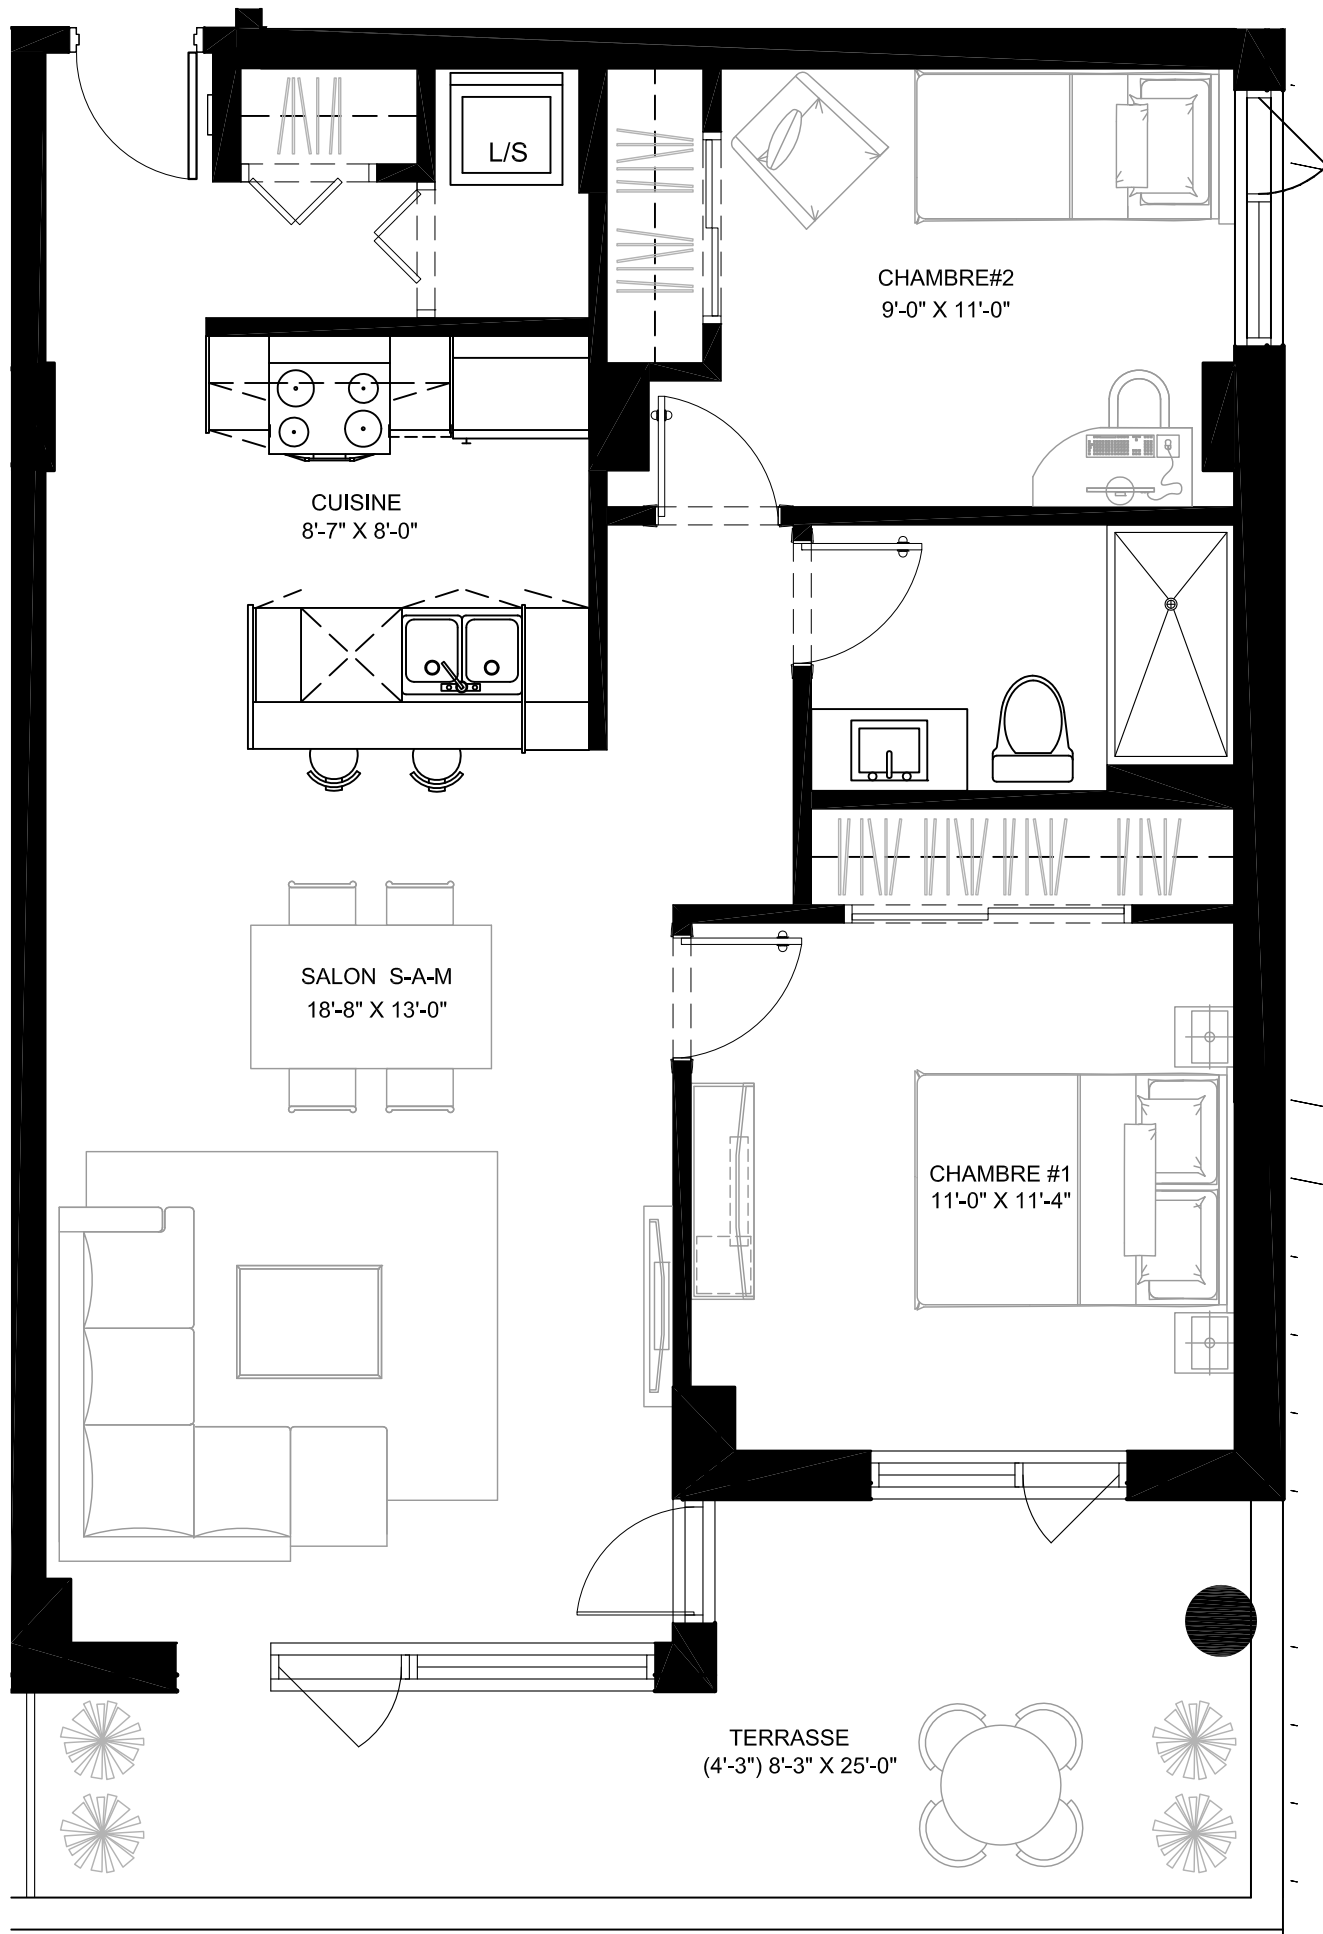 L/S
CHAMBRE#2
9'-0" X 11'-0"
CUISINE
8'-7" X 8'-0"
SALON S-A-M
18'-8" X 13'-0"
CHAMBRE #1
11'-0" X 11'-4"
TERRASSE
(4'-3") 8'-3" X 25'-0"